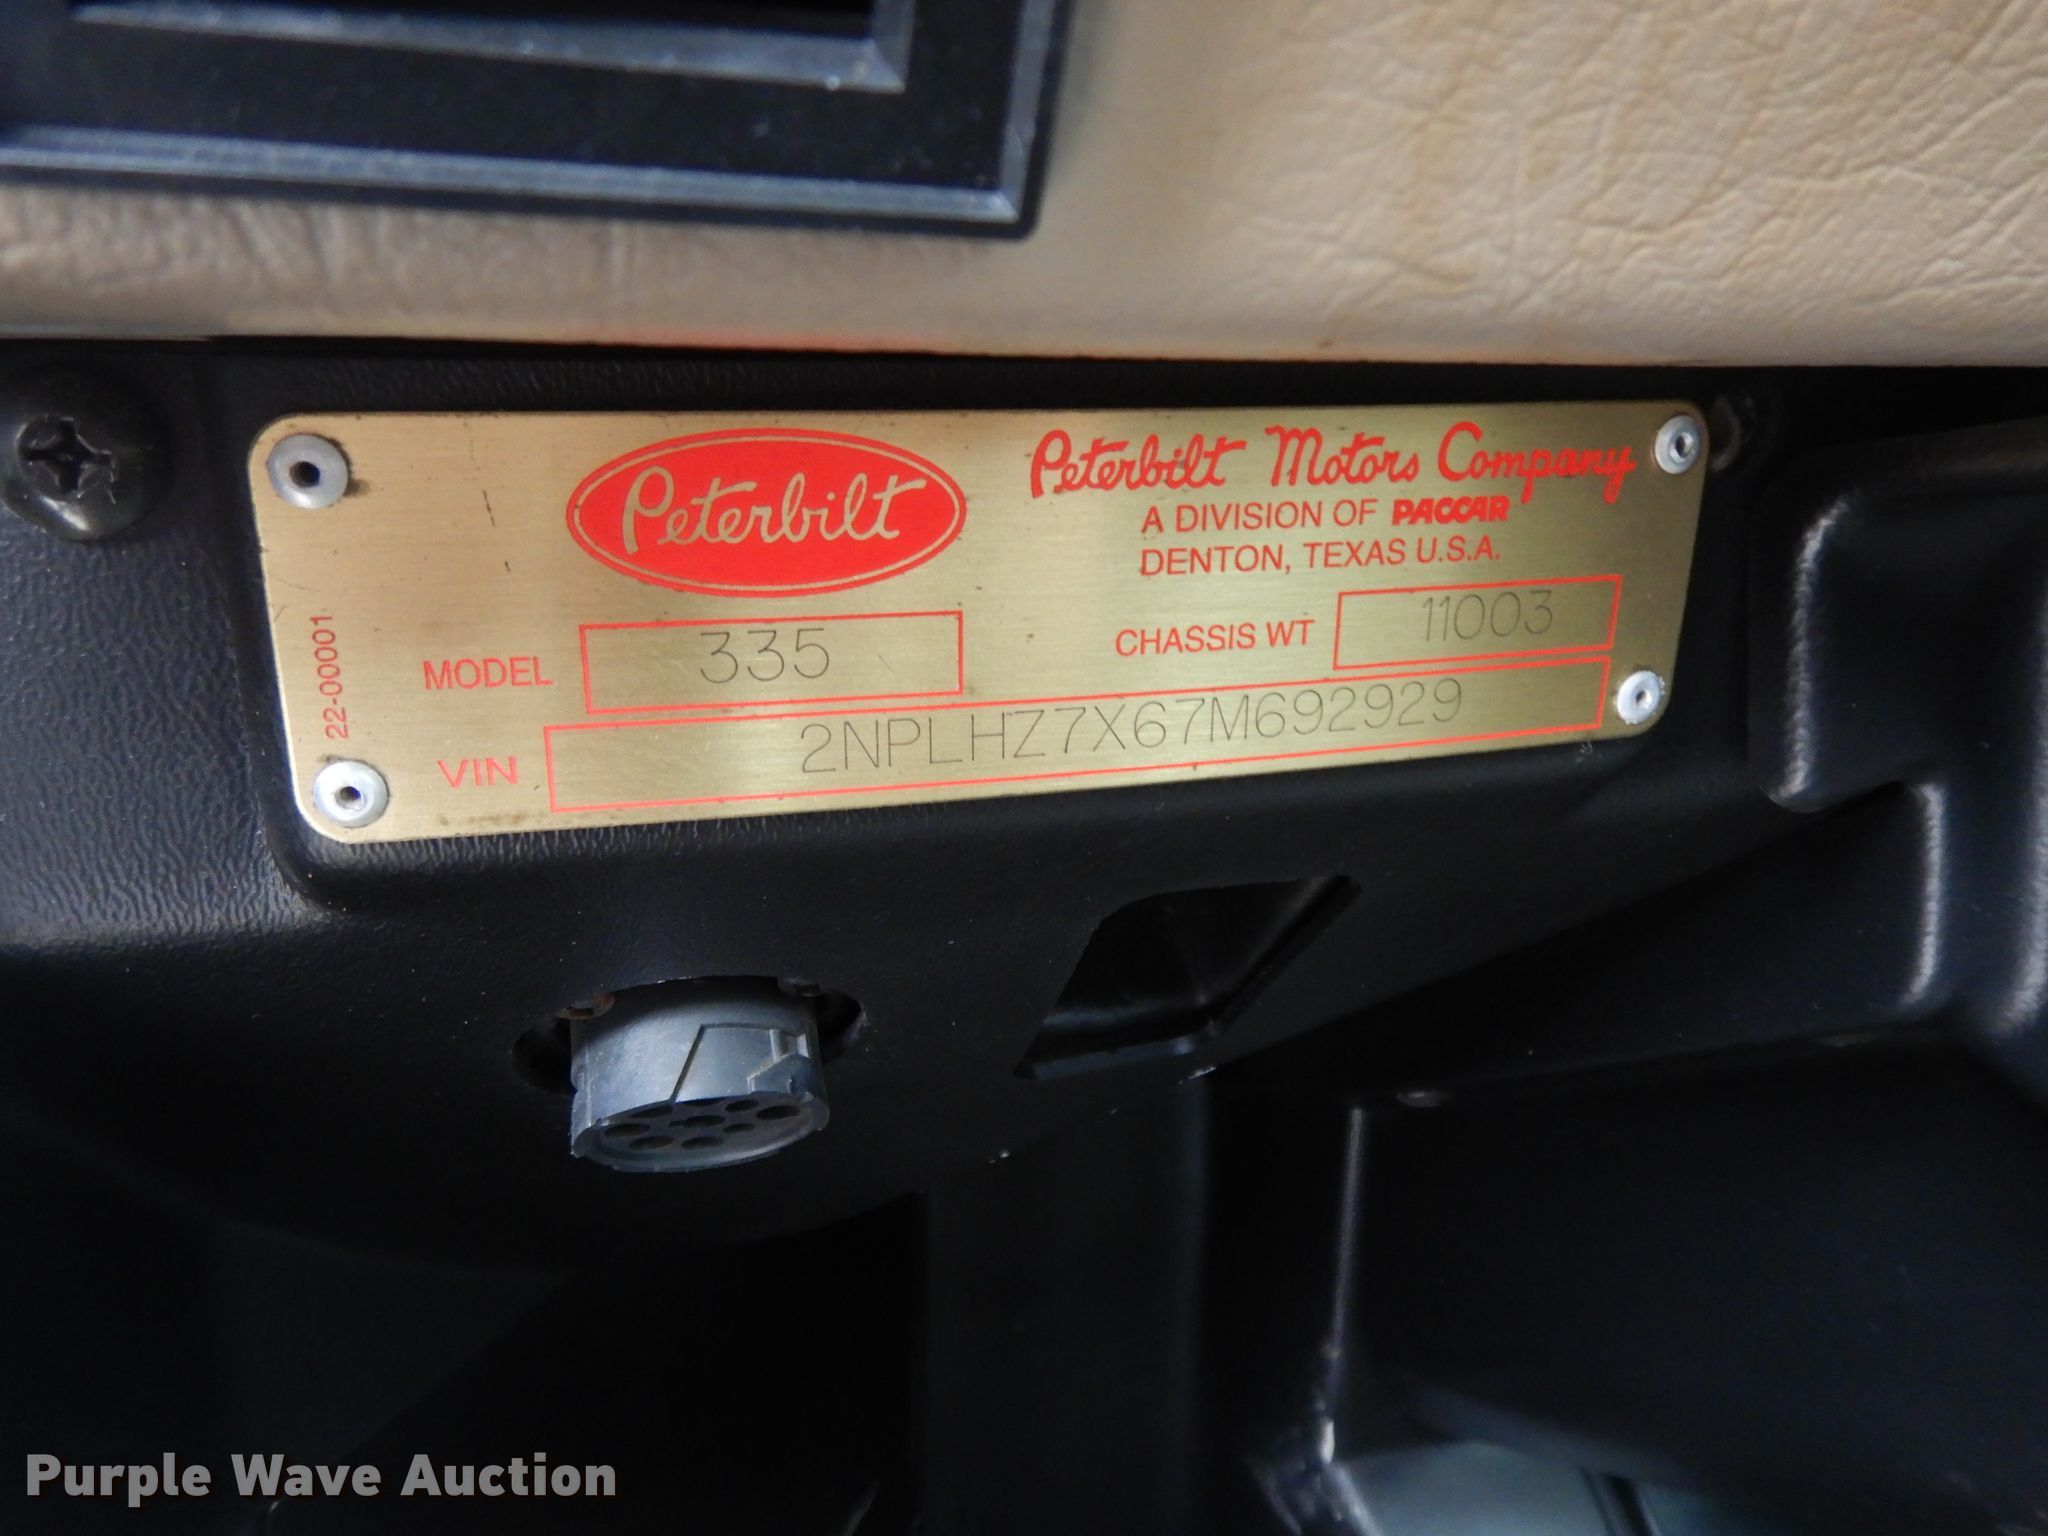 Peterbilt
Peterbilt Motors Company
A DIVISION OF PACCAR
DENTON, TEXAS U.S.A.
22-00001
MODEL 335
CHASSIS WT 11003
VIN 2NPLHZ7X67M692929
Purple Wave Auction